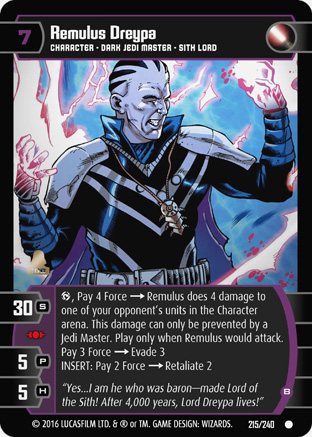 7 Remulus Dreypa
CHARACTER - DARK JEDI MASTER - SITH LORD
30 S
5 P
5 H
, Pay 4 Force → Remulus does 4 damage to
one of your opponent's units in the Character
arena. This damage can only be prevented by a
Jedi Master. Play only when Remulus would attack.
Pay 3 Force → Evade 3
INSERT: Pay 2 Force → Retaliate 2
B
“Yes...I am he who was baron—made Lord of
the Sith! After 4,000 years, Lord Dreypa lives!”
© 2016 LUCASFILM LTD. & ® or TM. GAME DESIGN: WIZARDS. 215/240